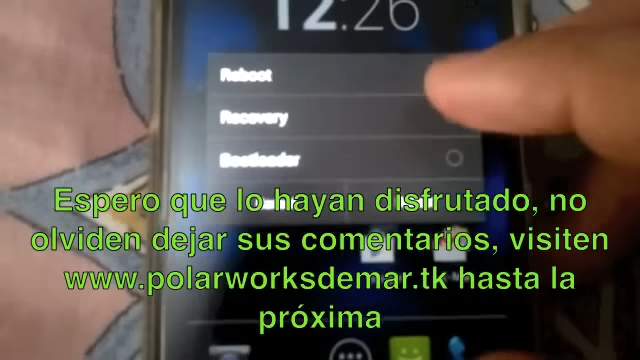 12:26
Reboot
Recovery
Bootloader
Espero que lo hayan disfrutado, no
olviden dejar sus comentarios, visiten
www.polarworksdemar.tk hasta la
próxima